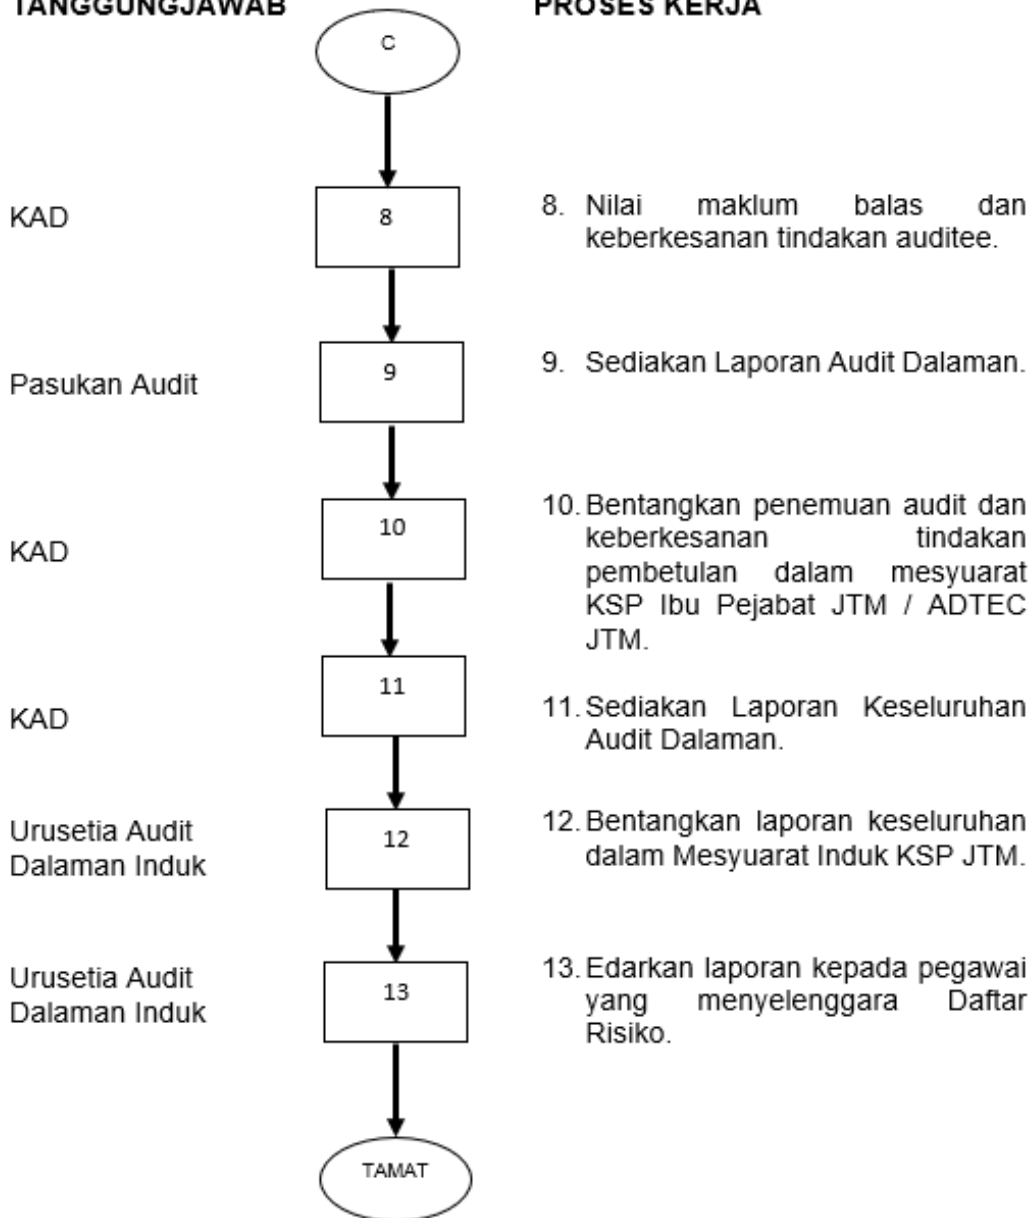 TANGGUNGJAWAB
PROSES KERJA
C
KAD
8
8. Nilai maklum balas dan
keberkesanan tindakan auditee.
Pasukan Audit
9
9. Sediakan Laporan Audit Dalaman.
KAD
10
10. Bentangkan penemuan audit dan
keberkesanan tindakan
pembetulan dalam mesyuarat
KSP Ibu Pejabat JTM / ADTEC
JTM.
KAD
11
11. Sediakan Laporan Keseluruhan
Audit Dalaman.
Urusetia Audit
Dalaman Induk
12
12. Bentangkan laporan keseluruhan
dalam Mesyuarat Induk KSP JTM.
Urusetia Audit
Dalaman Induk
13
13. Edarkan laporan kepada pegawai
yang menyelenggara Daftar
Risiko.
TAMAT